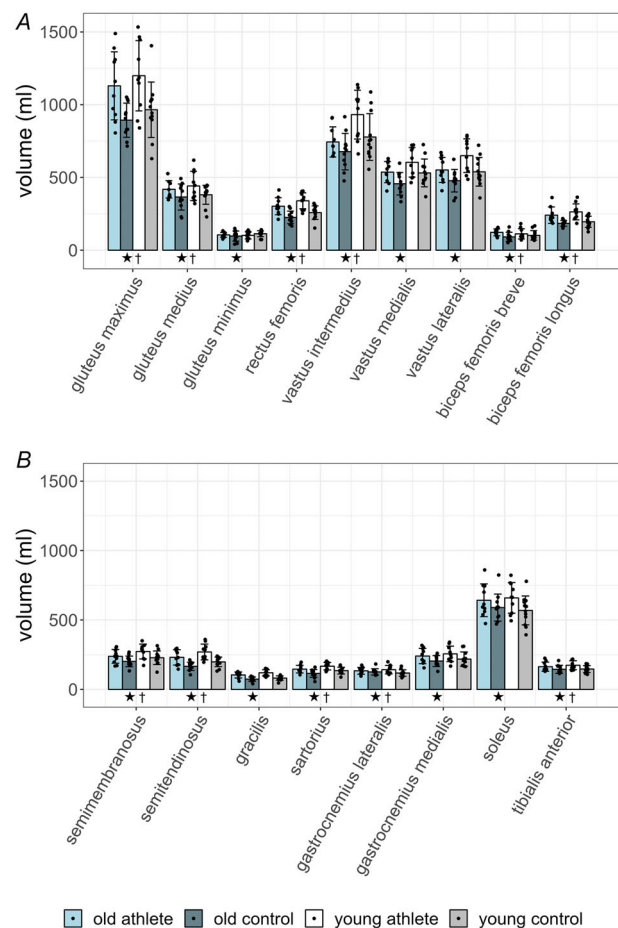 A
volume (ml)
1500
1000
500
0
★† ★† ★ ★† ★† ★ ★ ★† ★†
gluteus maximus
gluteus medius
gluteus minimus
rectus femoris
vastus intermedius
vastus medialis
vastus lateralis
biceps femoris breve
biceps femoris longus
B
volume (ml)
1500
1000
500
0
★† ★† ★ ★† ★† ★ ★ ★†
semimembranosus
semitendinosus
gracilis
sartorius
gastrocnemius lateralis
gastrocnemius medialis
soleus
tibialis anterior
old athlete old control young athlete young control